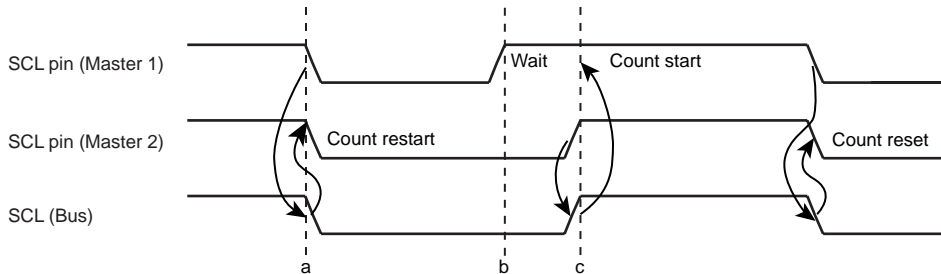 SCL pin (Master 1)
Wait
Count start
SCL pin (Master 2)
Count restart
Count reset
SCL (Bus)
a
b
c